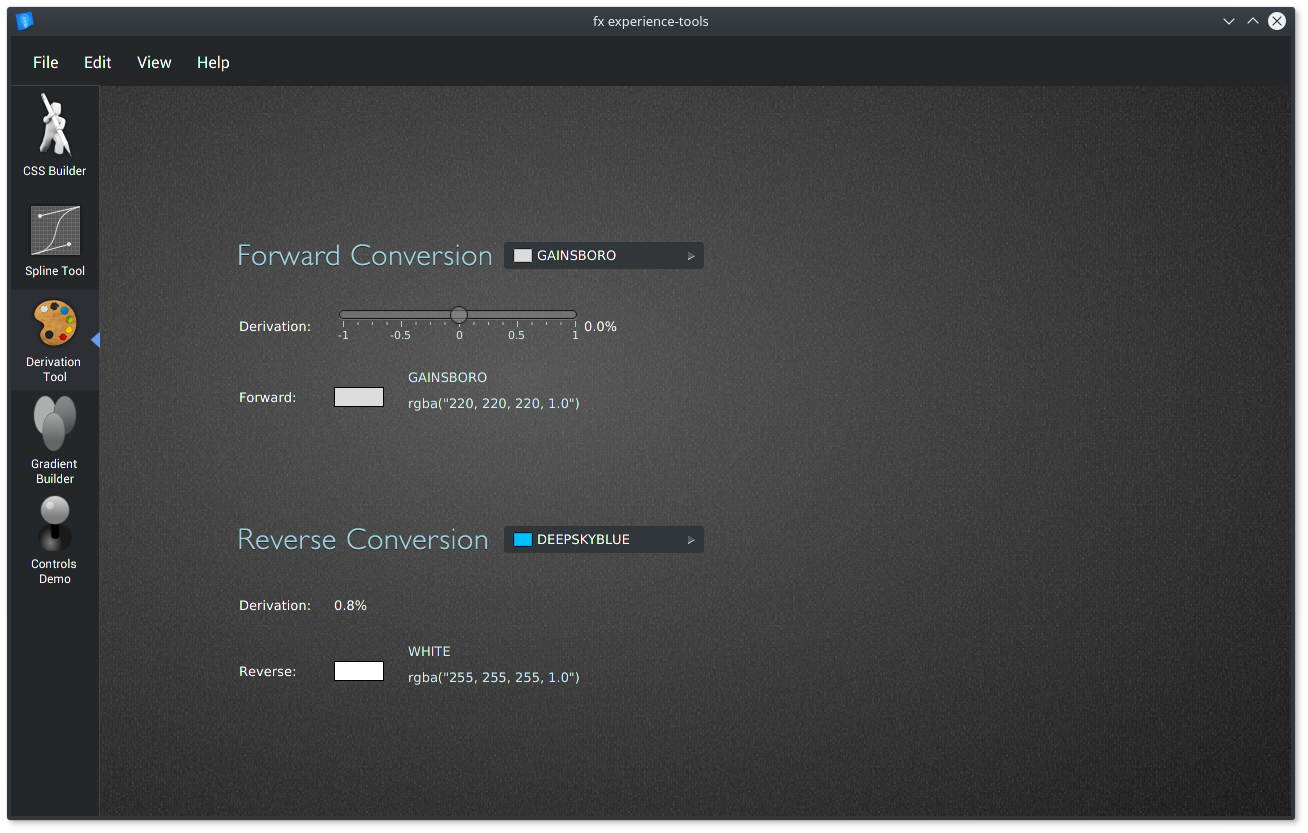 fx experience-tools
File Edit View Help
CSS Builder
Spline Tool
Derivation
Tool
Gradient
Builder
Controls
Demo
Forward Conversion GAINSBORO
Derivation: 0.0%
-1 -0.5 0 0.5 1
Forward:
GAINSBORO
rgba("220, 220, 220, 1.0")
Reverse Conversion DEEPSKYBLUE
Derivation: 0.8%
Reverse:
WHITE
rgba("255, 255, 255, 1.0")